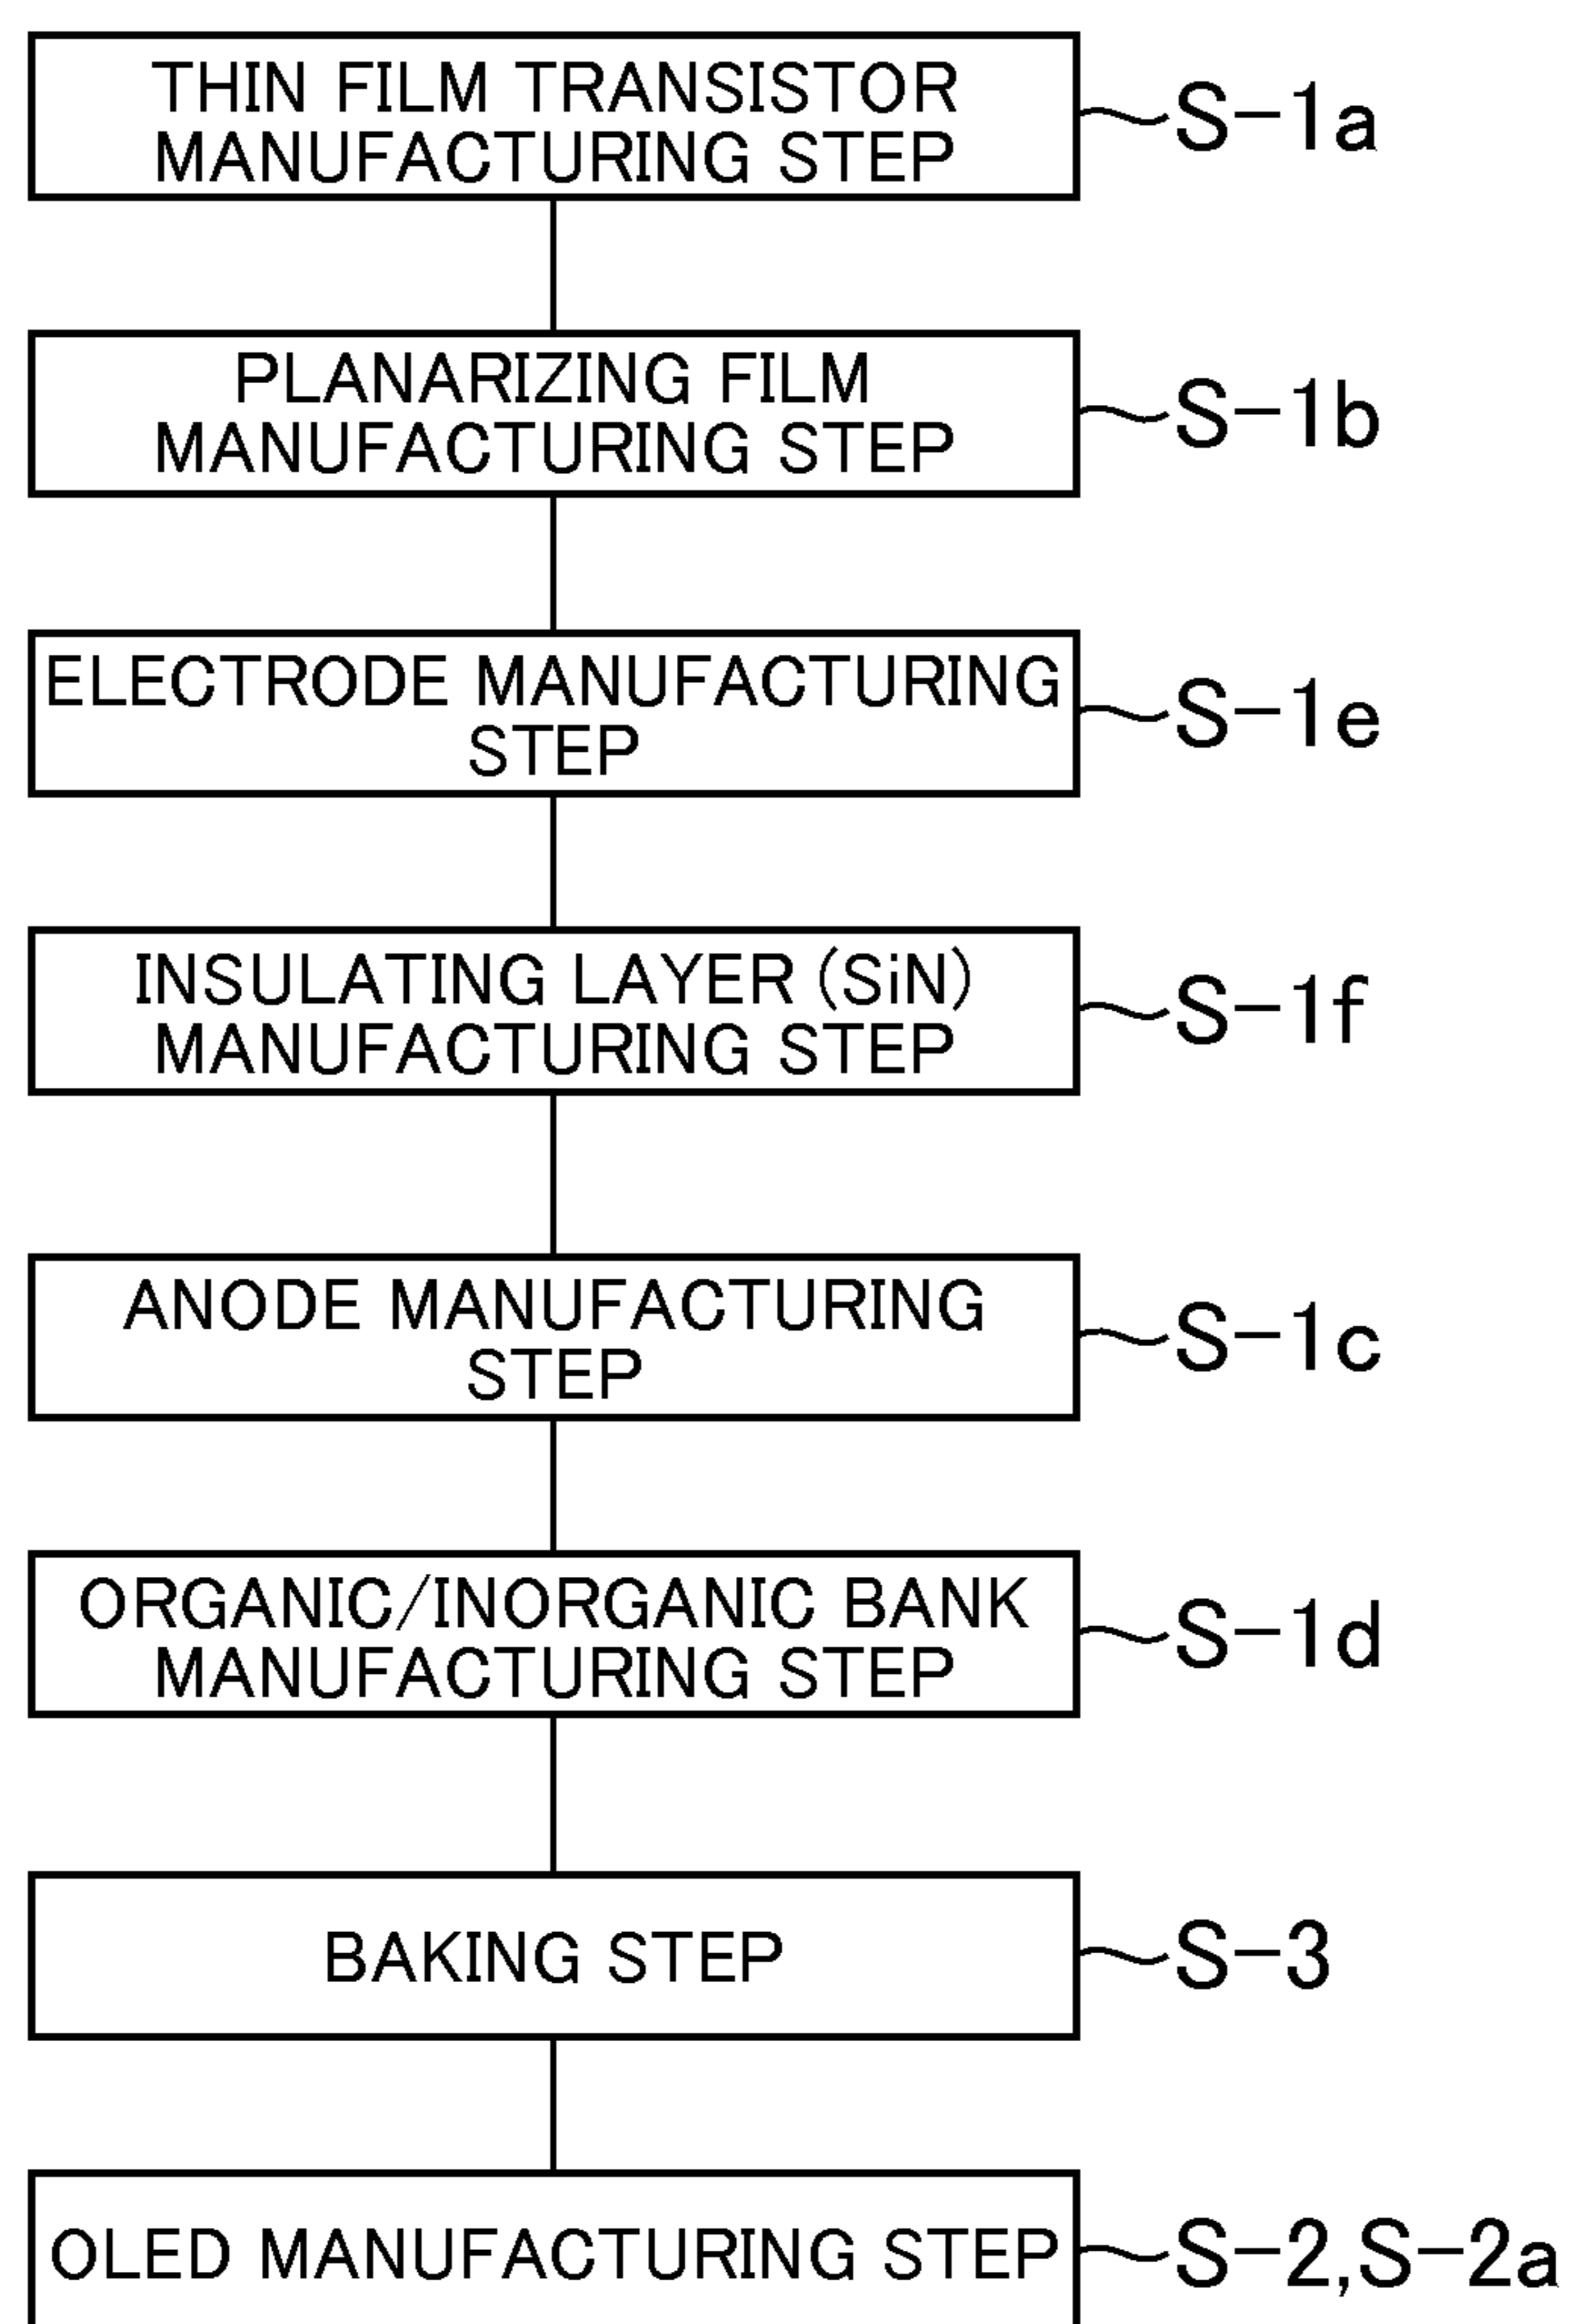 THIN FILM TRANSISTOR
MANUFACTURING STEP
S-1a
PLANARIZING FILM
MANUFACTURING STEP
S-1b
ELECTRODE MANUFACTURING
STEP
S-1e
INSULATING LAYER(SiN)
MANUFACTURING STEP
S-1f
ANODE MANUFACTURING
STEP
S-1c
ORGANIC/INORGANIC BANK
MANUFACTURING STEP
S-1d
BAKING STEP
S-3
OLED MANUFACTURING STEP
S-2,S-2a